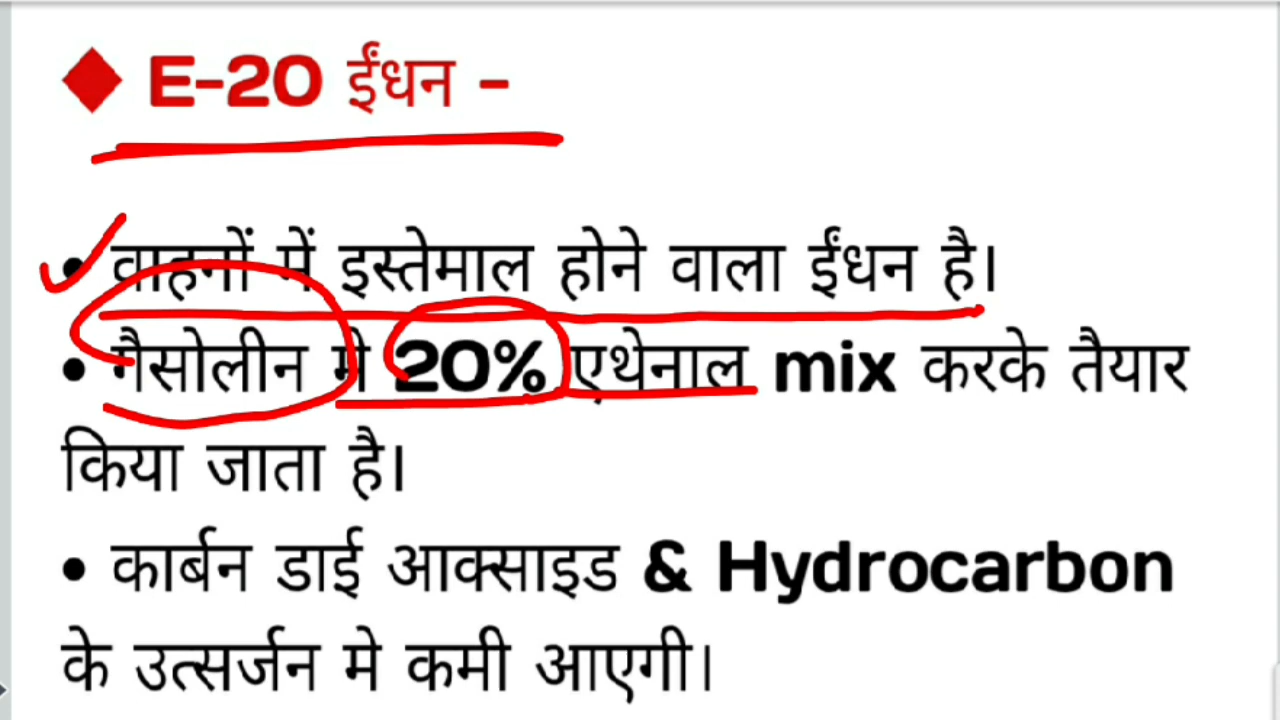 ◆ E-20 ईंधन -
• वाहनों में इस्तेमाल होने वाला ईंधन है।
• गैसोलीन मे 20% एथेनाल mix करके तैयार
किया जाता है।
• कार्बन डाई आक्साइड & Hydrocarbon
के उत्सर्जन मे कमी आएगी।